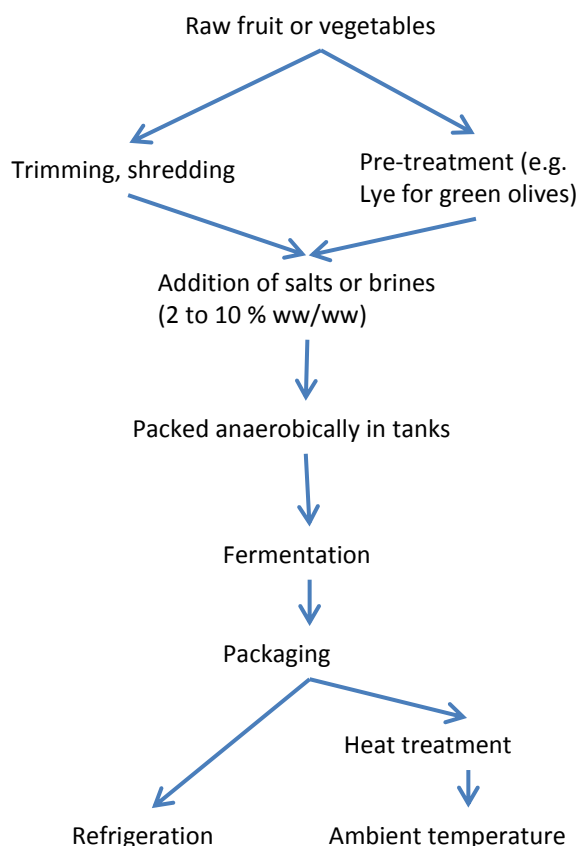 Raw fruit or vegetables
Trimming, shredding
Pre-treatment (e.g.
Lye for green olives)
Addition of salts or brines
(2 to 10 % ww/ww)
Packed anaerobically in tanks
Fermentation
Packaging
Heat treatment
Refrigeration
Ambient temperature